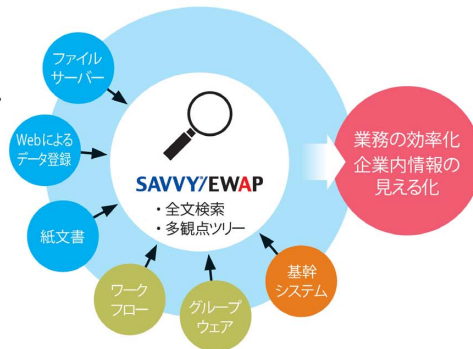 ファイル
サーバー
Webによる
データ登録
紙文書
ワーク
フロー
グループ
ウェア
基幹
システム
SAVVY/EWAP
・全文検索
・多観点ツリー
業務の効率化
企業内情報の
見える化